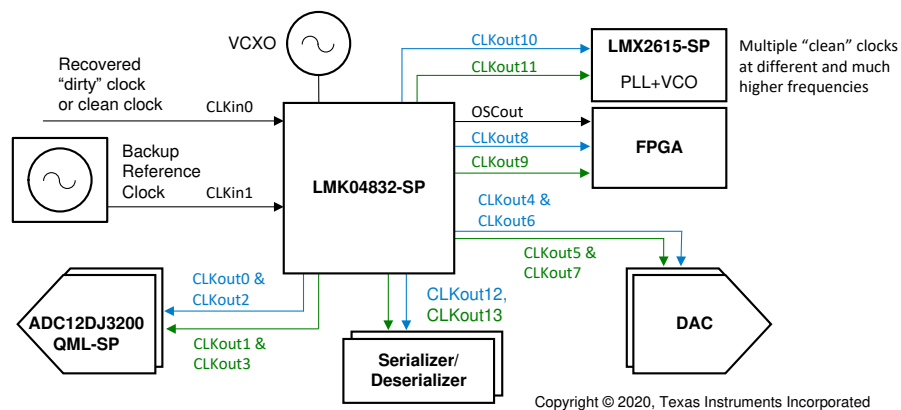 VCXO
Recovered
“dirty” clock
or clean clock
CLKin0
Backup
Reference
Clock
CLKin1
LMK04832-SP
CLKout10
CLKout11
LMX2615-SP
PLL+VCO
Multiple “clean” clocks
at different and much
higher frequencies
OSCout
CLKout8
CLKout9
FPGA
CLKout4 &
CLKout6
CLKout5 &
CLKout7
DAC
CLKout0 &
CLKout2
ADC12DJ3200
QML-SP
CLKout1 &
CLKout3
CLKout12,
CLKout13
Serializer/
Deserializer
Copyright © 2020, Texas Instruments Incorporated